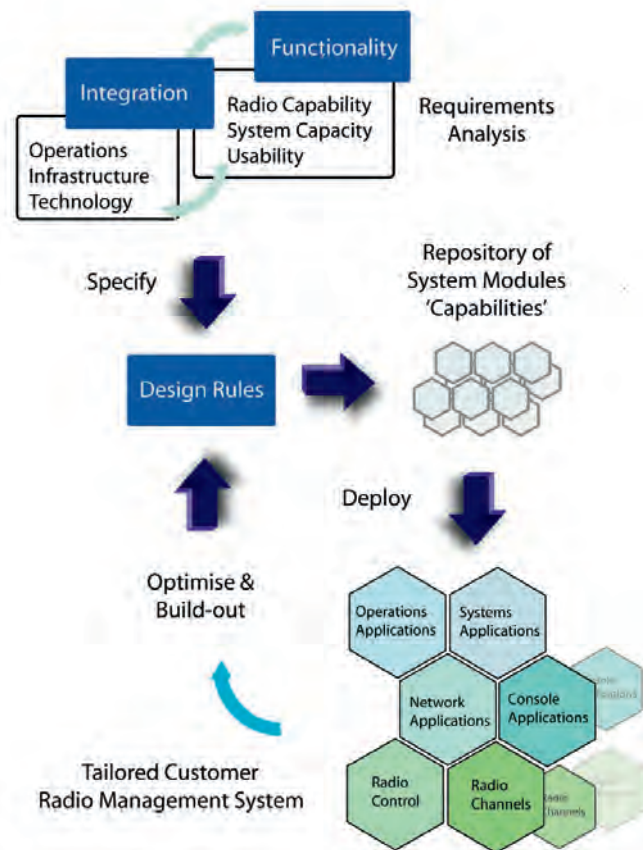 Functionality
Integration
Radio Capability
System Capacity
Usability
Requirements
Analysis
Operations
Infrastructure
Technology
Specify
Repository of
System Modules
'Capabilities'
Design Rules
Deploy
Optimise &
Build-out
Operations
Applications
Systems
Applications
Network
Applications
Console
Applications
Tailored Customer
Radio Management System
Radio
Control
Radio
Channels
Radio
Channels